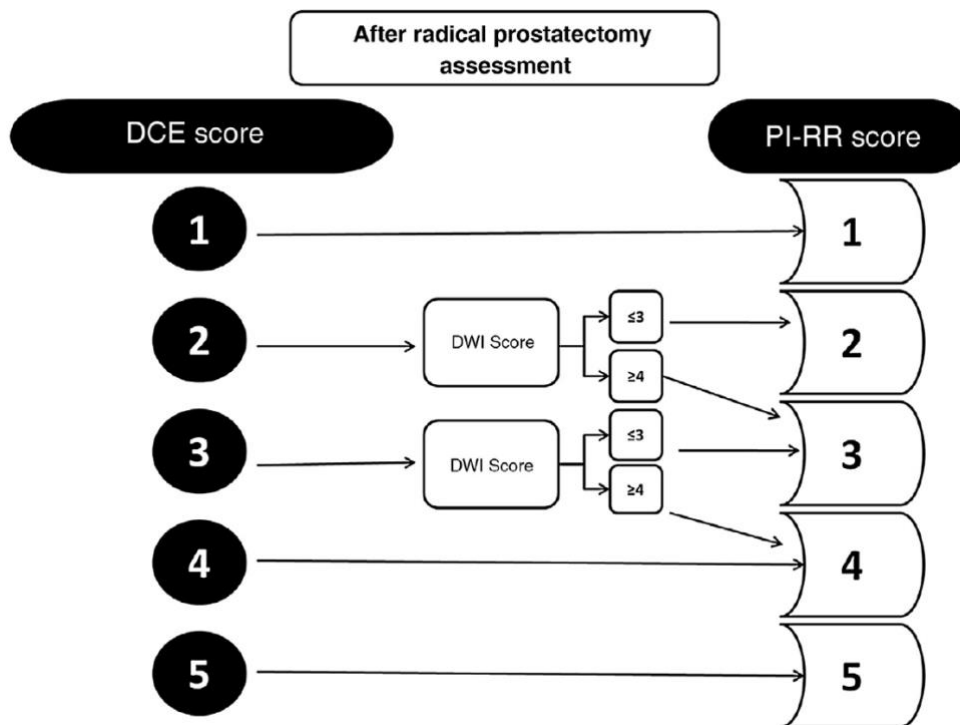 After radical prostatectomy
assessment
DCE score
PI-RR score
1
1
2
DWI Score
≤3
≥4
2
3
DWI Score
≤3
≥4
3
4
4
5
5